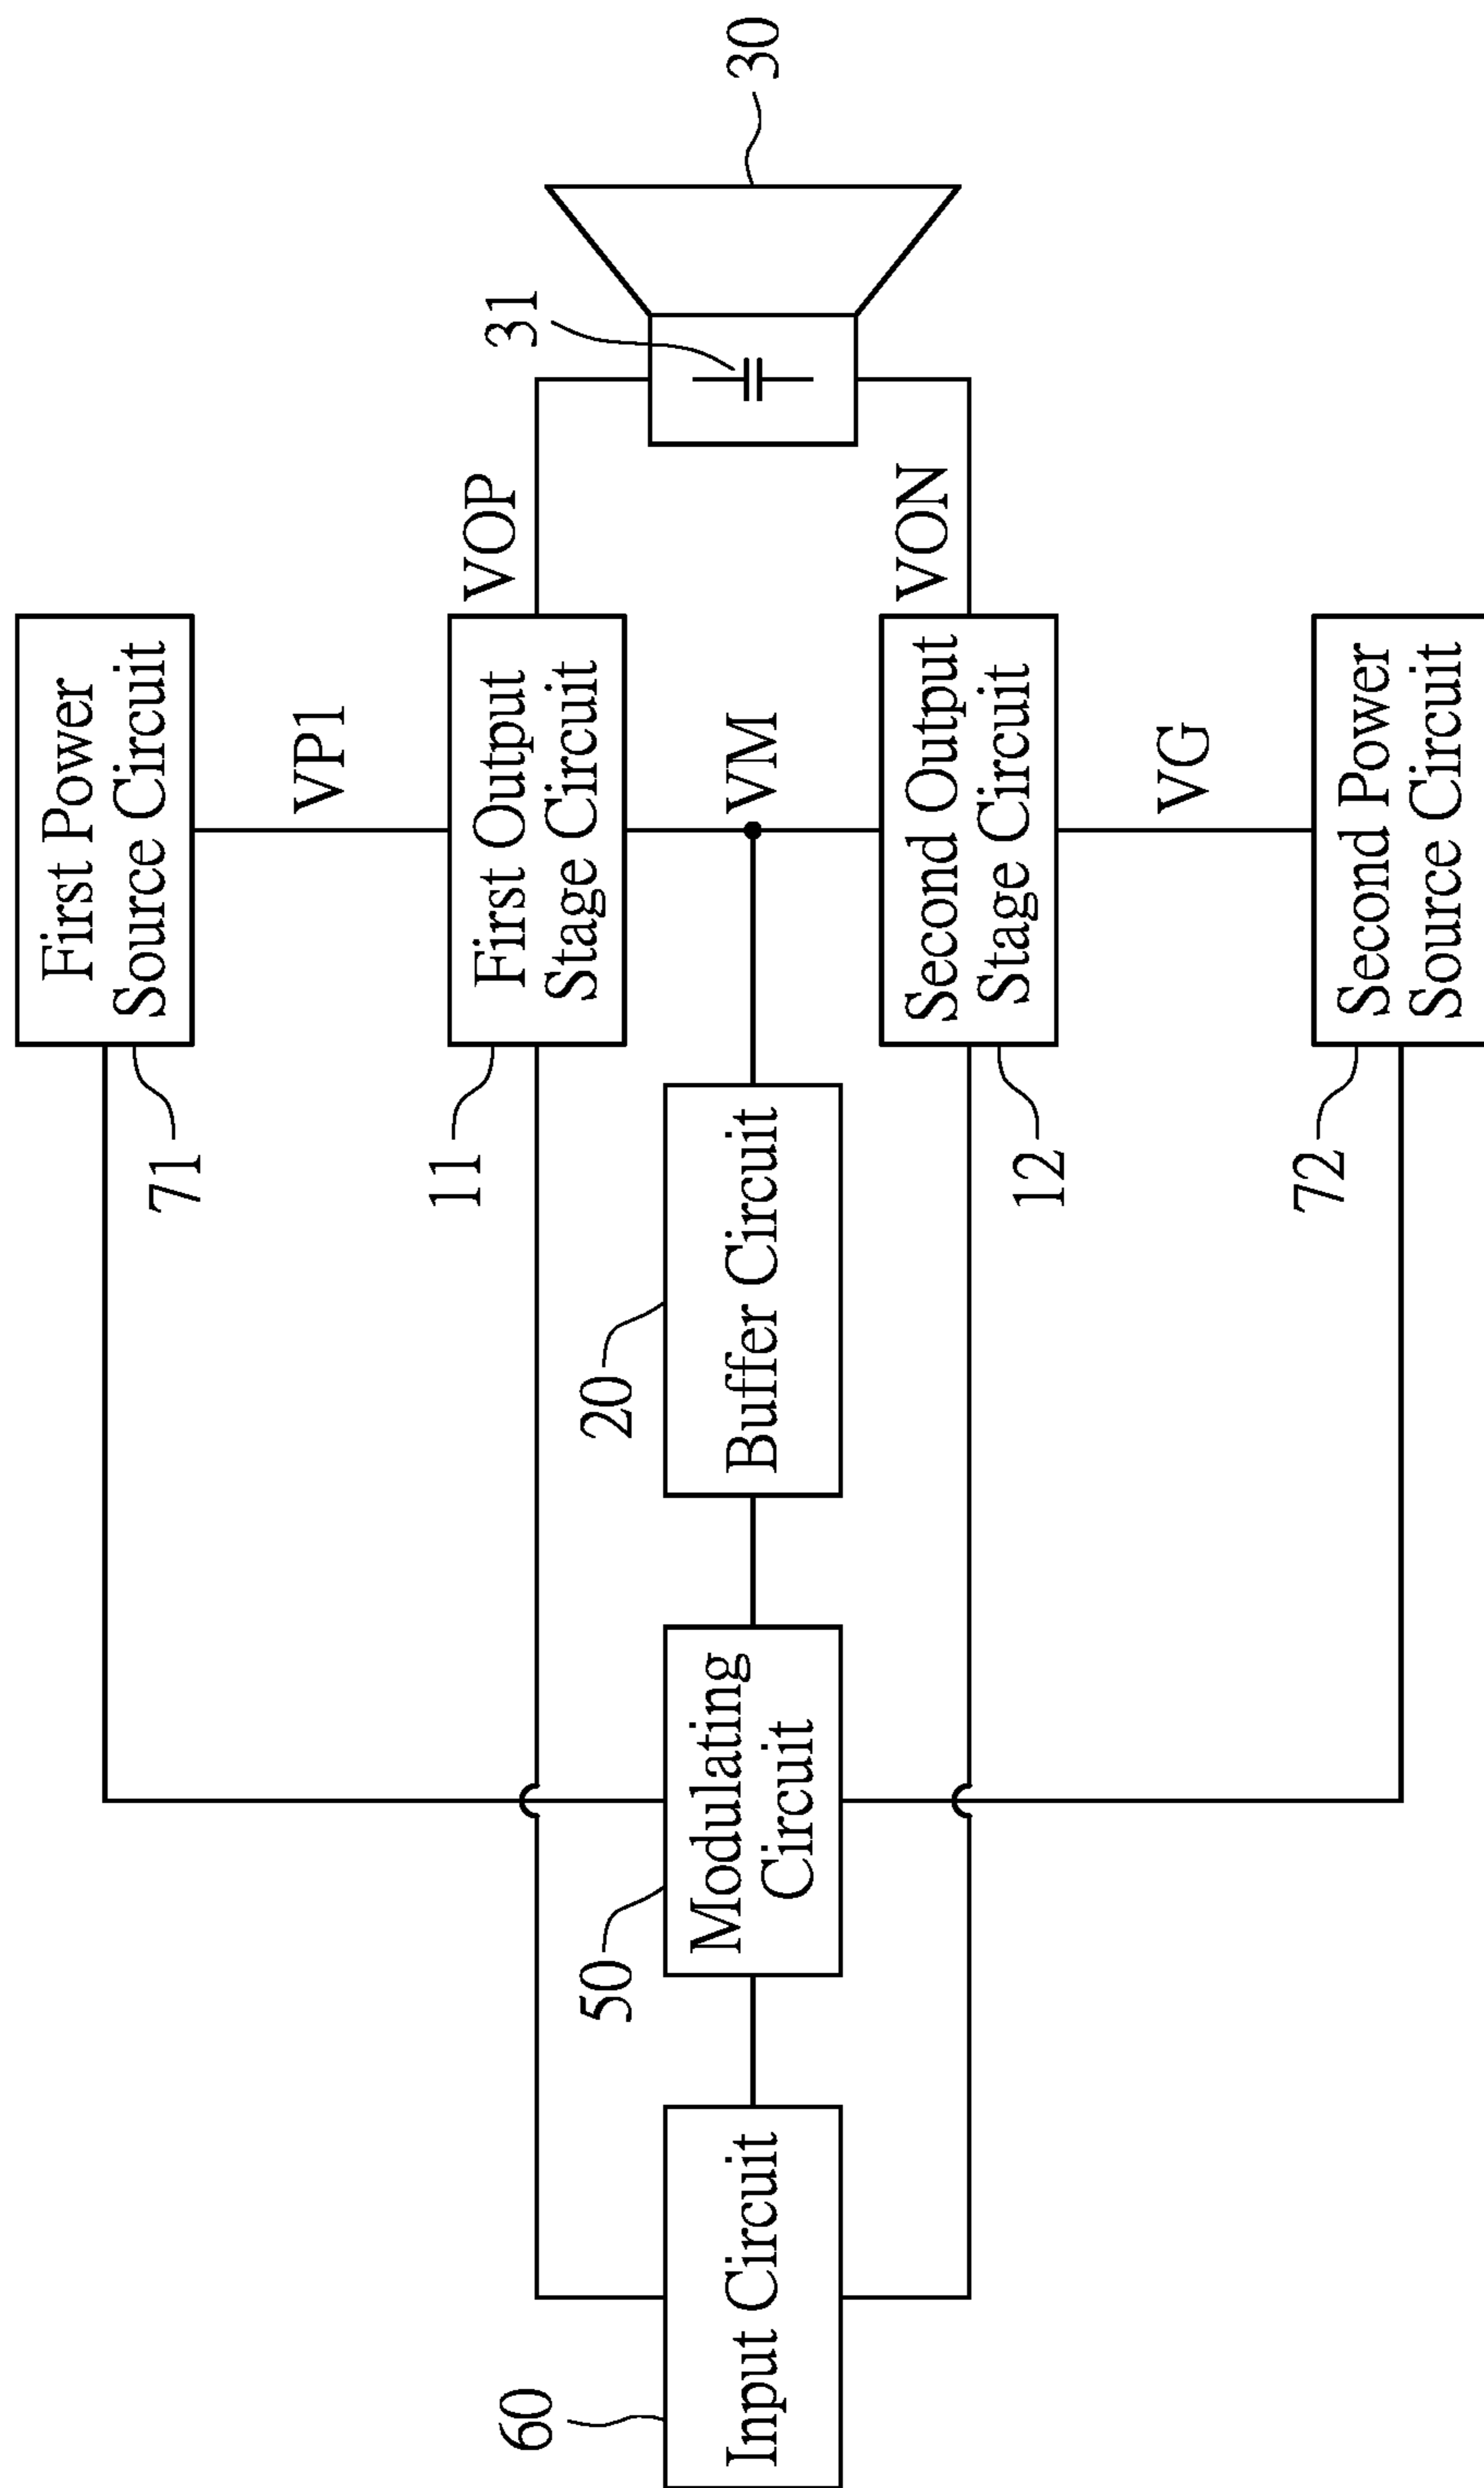 First Power
Source Circuit
71
VP1
VOP
First Output
Stage Circuit
11
31
30
VM
20
Buffer Circuit
50
Modulating
Circuit
60
Input Circuit
VON
Second Output
Stage Circuit
12
VG
Second Power
Source Circuit
72